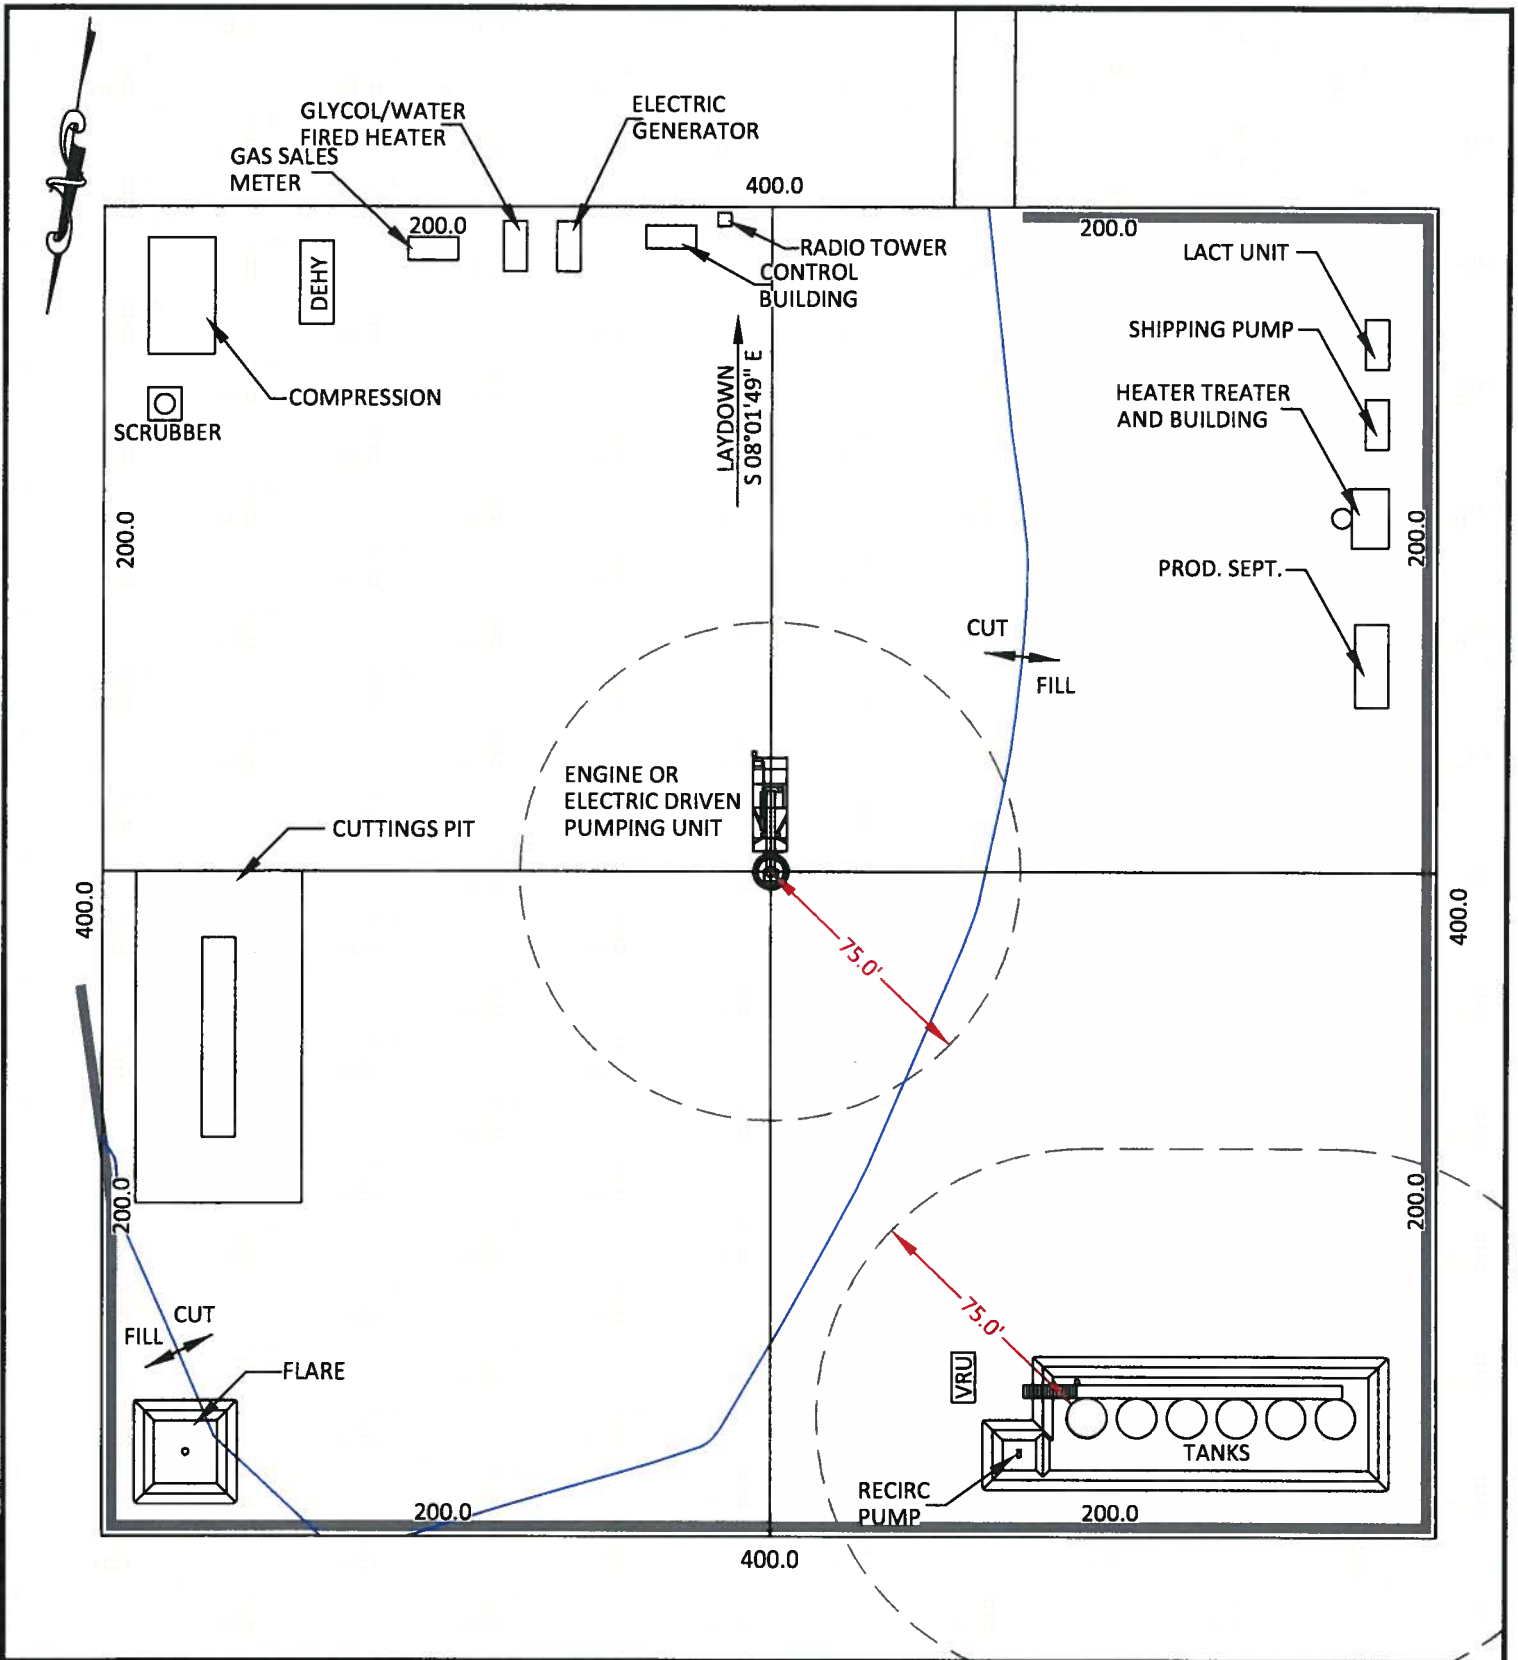 GLYCOL/WATER
FIRED HEATER
ELECTRIC
GENERATOR
GAS SALES
METER
400.0
200.0
200.0
RADIO TOWER
LACT UNIT
DEHY
CONTROL
BUILDING
SHIPPING PUMP
COMPRESSION
HEATER TREATER
AND BUILDING
SCRUBBER
LAYDOWN
S 08°01'49" E
200.0
200.0
PROD. SEPT.
CUT
FILL
ENGINE OR
ELECTRIC DRIVEN
PUMPING UNIT
CUTTINGS PIT
400.0
400.0
75.0'
200.0
200.0
CUT
FILL
75.0'
FLARE
VRU
TANKS
RECIRC
PUMP
200.0
200.0
400.0